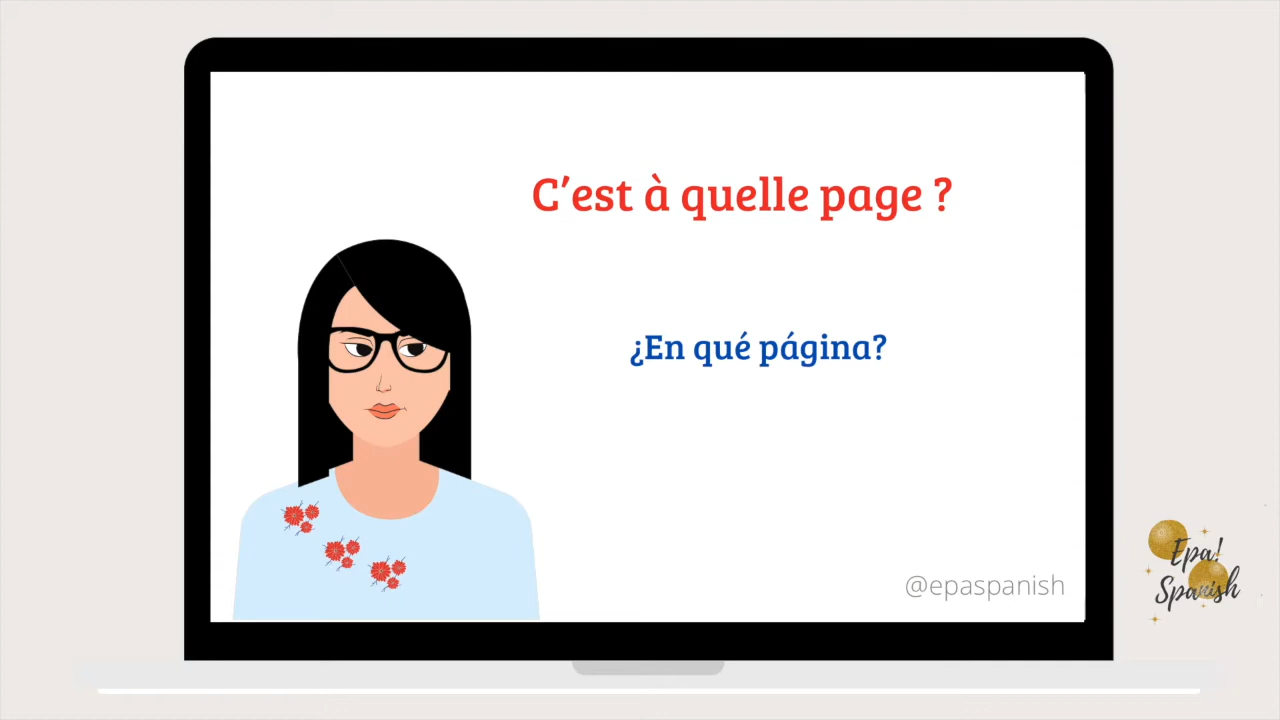 C’est à quelle page ?
¿En qué página?
@epaspanish
Epa!
Spanish